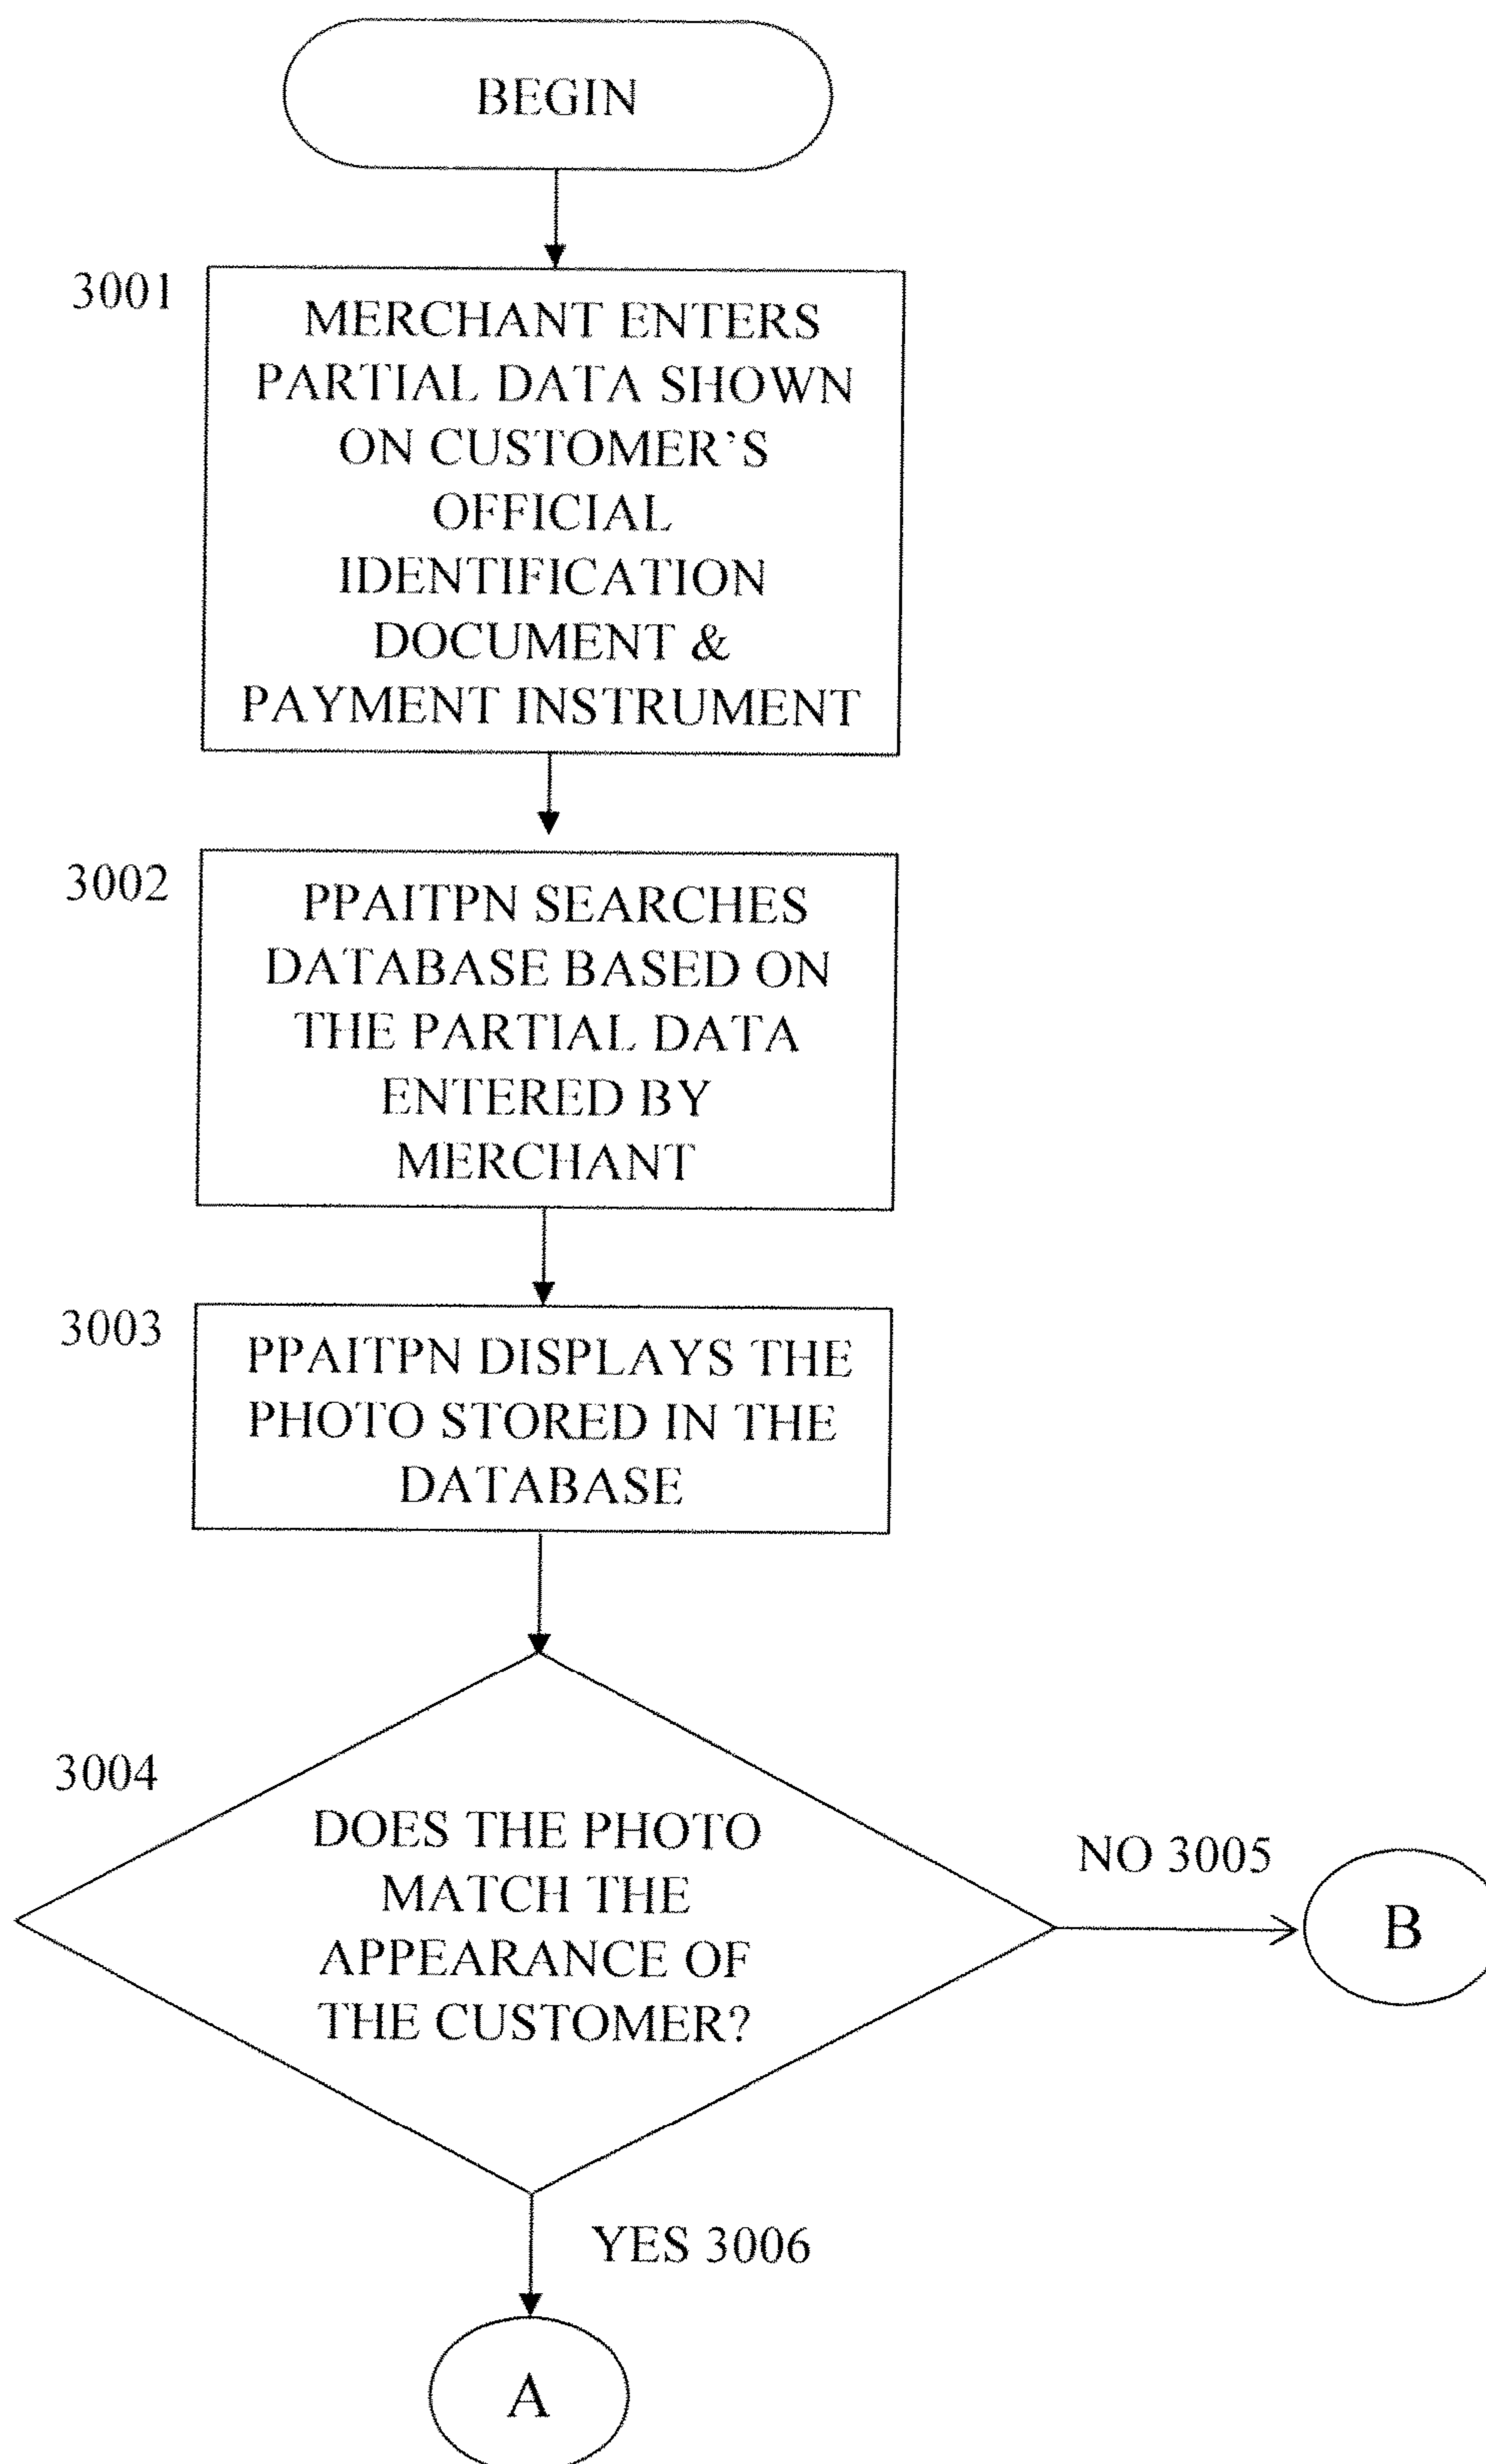 BEGIN
3001
MERCHANT ENTERS
PARTIAL DATA SHOWN
ON CUSTOMER'S
OFFICIAL
IDENTIFICATION
DOCUMENT &
PAYMENT INSTRUMENT
3002
PPAITPN SEARCHES
DATABASE BASED ON
THE PARTIAL DATA
ENTERED BY
MERCHANT
3003
PPAITPN DISPLAYS THE
PHOTO STORED IN THE
DATABASE
3004
DOES THE PHOTO
MATCH THE
APPEARANCE OF
THE CUSTOMER?
NO 3005
B
YES 3006
A